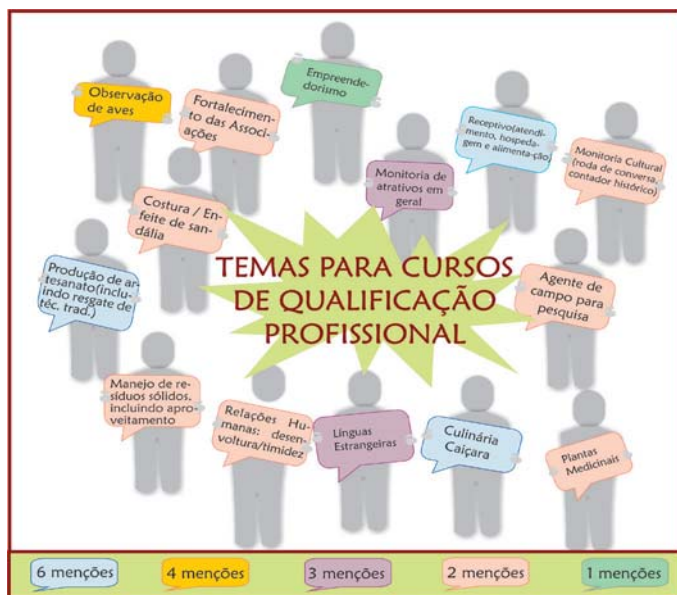 Observação
de aves
Fortalecimen-
to das Associ-
ações
Empreende-
dorismo
Receptivo(atendi-
mento, hospeda-
gem e alimenta-ção)
Monitoria Cultural
(roda de conversa,
contador histórico)
Monitoria de
atrativos em
geral
Costura / En-
feite de san-
dália
Produção de ar-
tesanato(inclu-
indo resgate de
téc. trad.)
TEMAS PARA CURSOS
DE QUALIFICAÇÃO
PROFISSIONAL
Agente de
campo para
pesquisa
Manejo de re-
síduos sólidos,
incluindo apro-
veitamento
Relações Hu-
manas: desen-
voltura/timidez
Línguas
Estrangeiras
Culinária
Caiçara
Plantas
Medicinais
6 menções
4 menções
3 menções
2 menções
1 menções